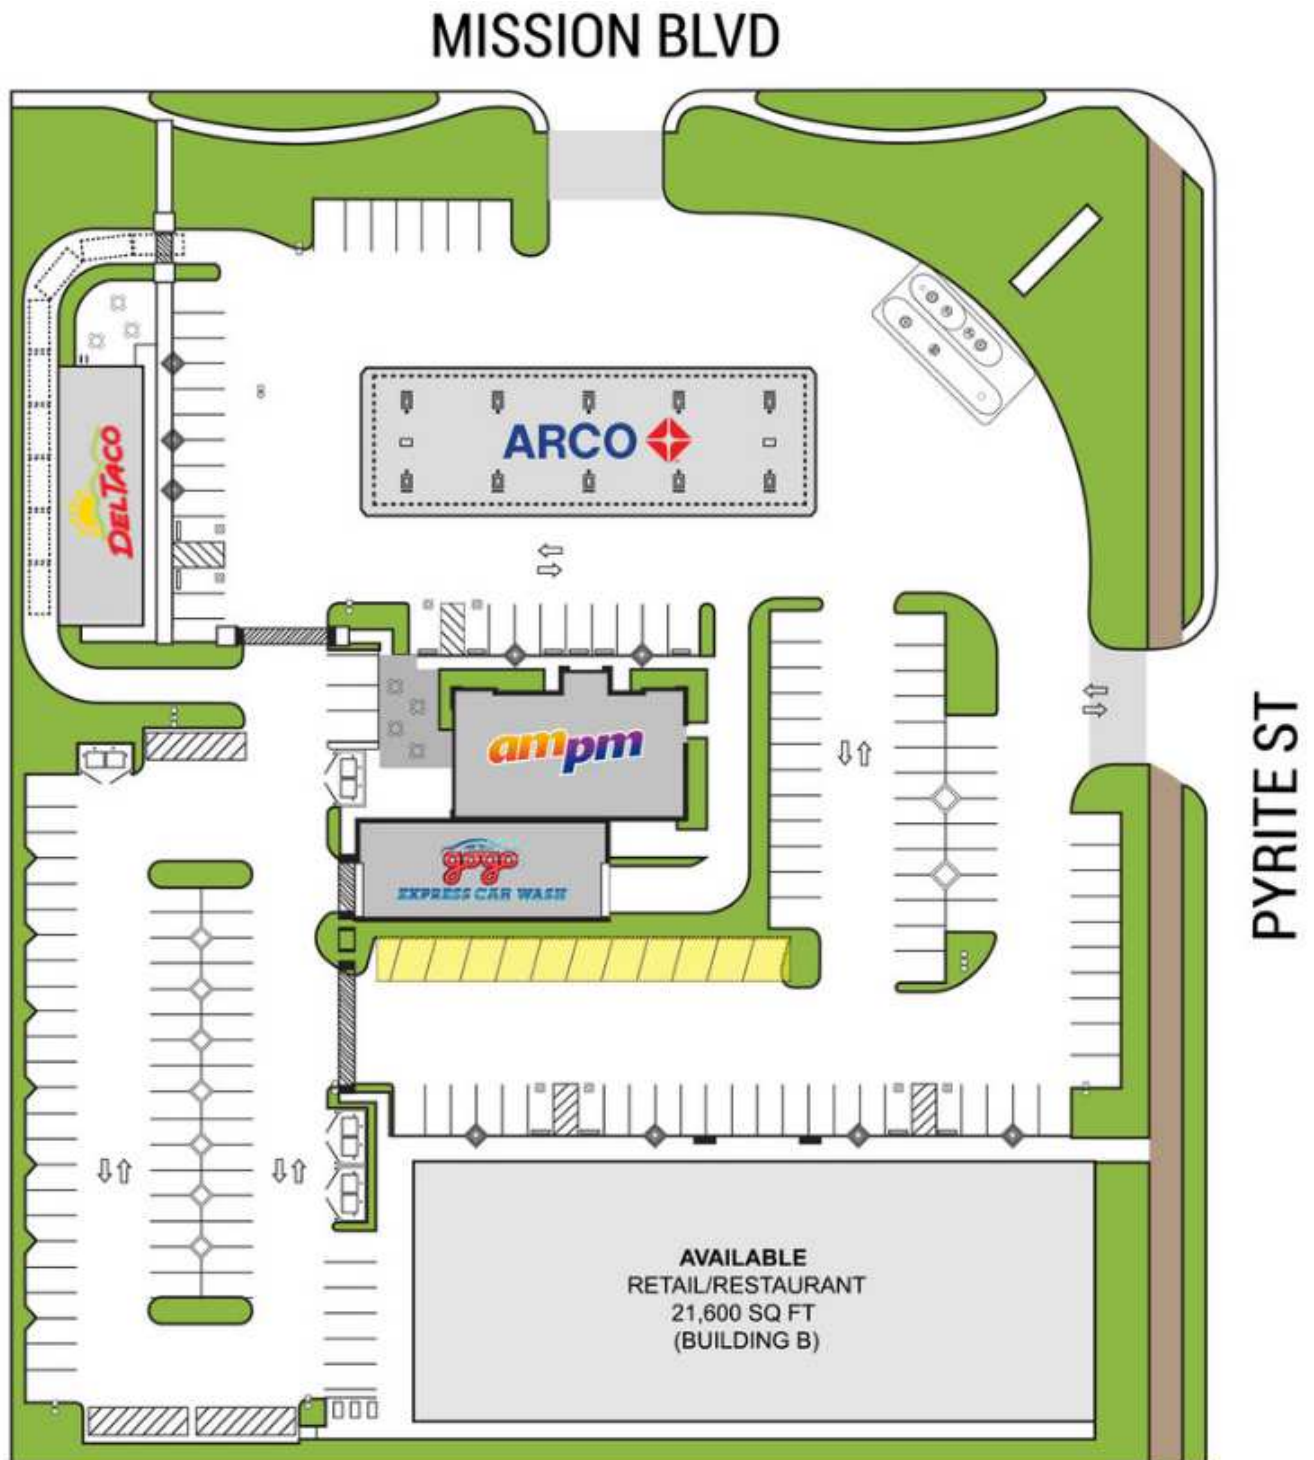 MISSION BLVD
DEL TACO
ARCO
ampm
gogo
EXPRESS CAR WASH
PYRITE ST
AVAILABLE
RETAIL/RESTAURANT
21,600 SQ FT
(BUILDING B)